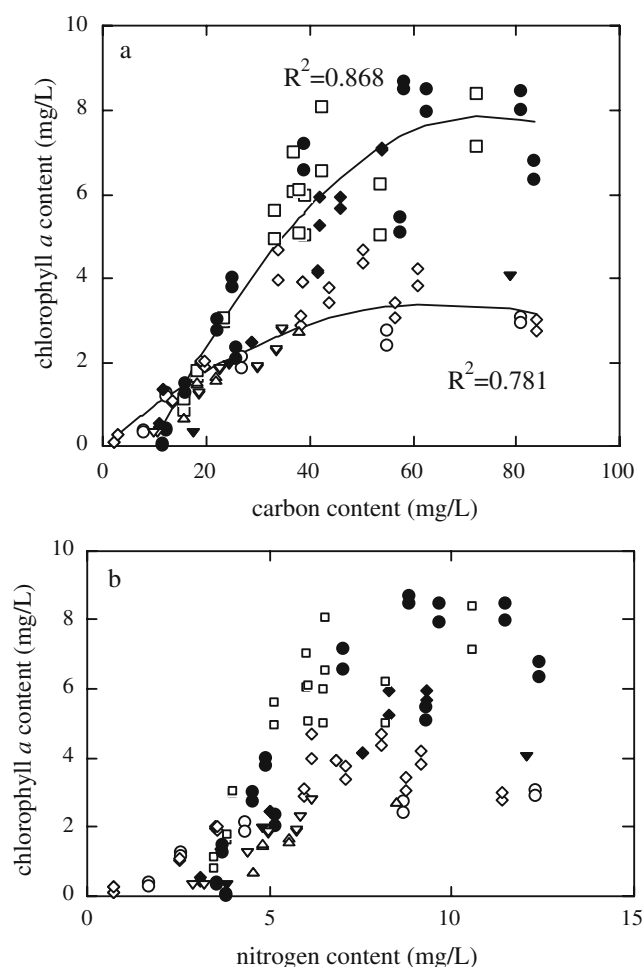 10
a
R²=0.868
8
6
4
2
R²=0.781
0
0 20 40 60 80 100
chlorophyll a content (mg/L)
carbon content (mg/L)
10
b
8
6
4
2
0
0 5 10 15
chlorophyll a content (mg/L)
nitrogen content (mg/L)